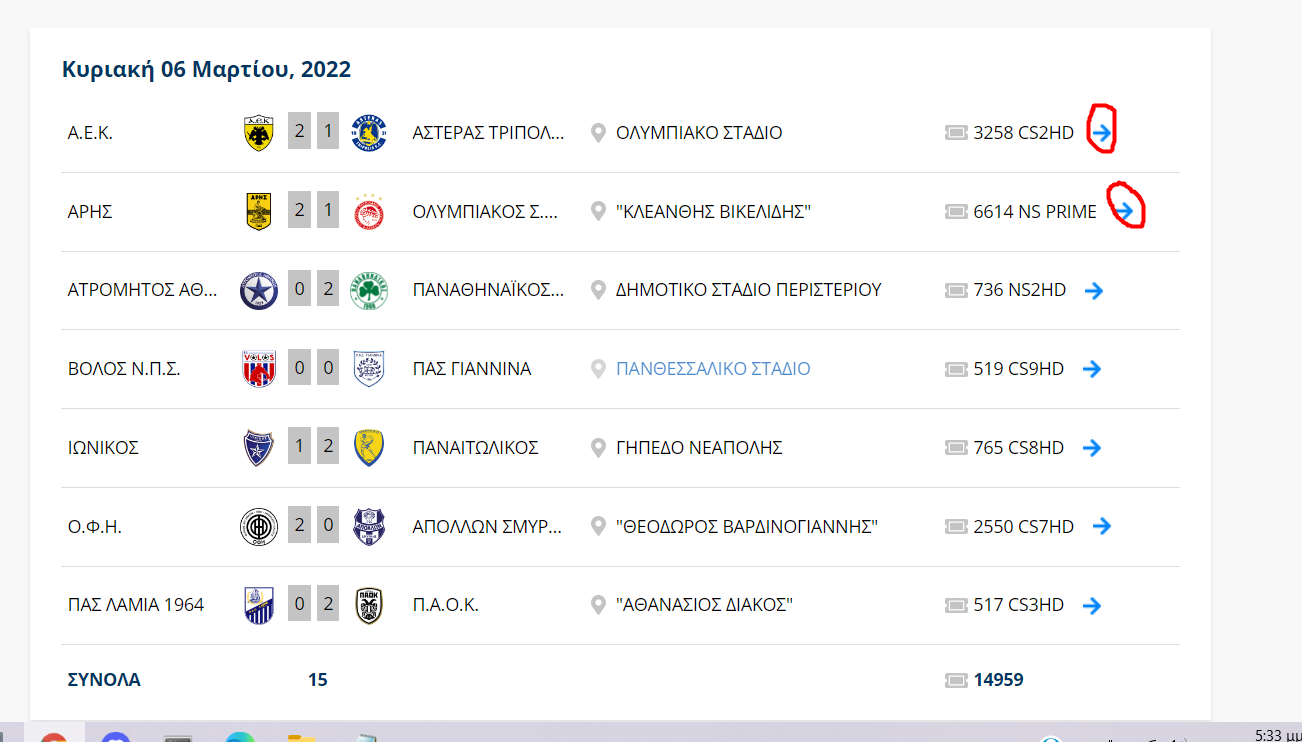 Κυριακή 06 Μαρτίου, 2022
Α.Ε.Κ. 2 1 ΑΣΤΕΡΑΣ ΤΡΙΠΟΛ... ΟΛΥΜΠΙΑΚΟ ΣΤΑΔΙΟ 3258 CS2HD
ΑΡΗΣ 2 1 ΟΛΥΜΠΙΑΚΟΣ Σ.... "ΚΛΕΑΝΘΗΣ ΒΙΚΕΛΙΔΗΣ" 6614 NS PRIME
ΑΤΡΟΜΗΤΟΣ ΑΘ... 0 2 ΠΑΝΑΘΗΝΑΪΚΟΣ... ΔΗΜΟΤΙΚΟ ΣΤΑΔΙΟ ΠΕΡΙΣΤΕΡΙΟΥ 736 NS2HD
ΒΟΛΟΣ Ν.Π.Σ. 0 0 ΠΑΣ ΓΙΑΝΝΙΝΑ ΠΑΝΘΕΣΣΑΛΙΚΟ ΣΤΑΔΙΟ 519 CS9HD
ΙΩΝΙΚΟΣ 1 2 ΠΑΝΑΙΤΩΛΙΚΟΣ ΓΗΠΕΔΟ ΝΕΑΠΟΛΗΣ 765 CS8HD
Ο.Φ.Η. 2 0 ΑΠΟΛΛΩΝ ΣΜΥΡ... "ΘΕΟΔΩΡΟΣ ΒΑΡΔΙΝΟΓΙΑΝΝΗΣ" 2550 CS7HD
ΠΑΣ ΛΑΜΙΑ 1964 0 2 Π.Α.Ο.Κ. "ΑΘΑΝΑΣΙΟΣ ΔΙΑΚΟΣ" 517 CS3HD
ΣΥΝΟΛΑ 15 14959
5:33 μμ